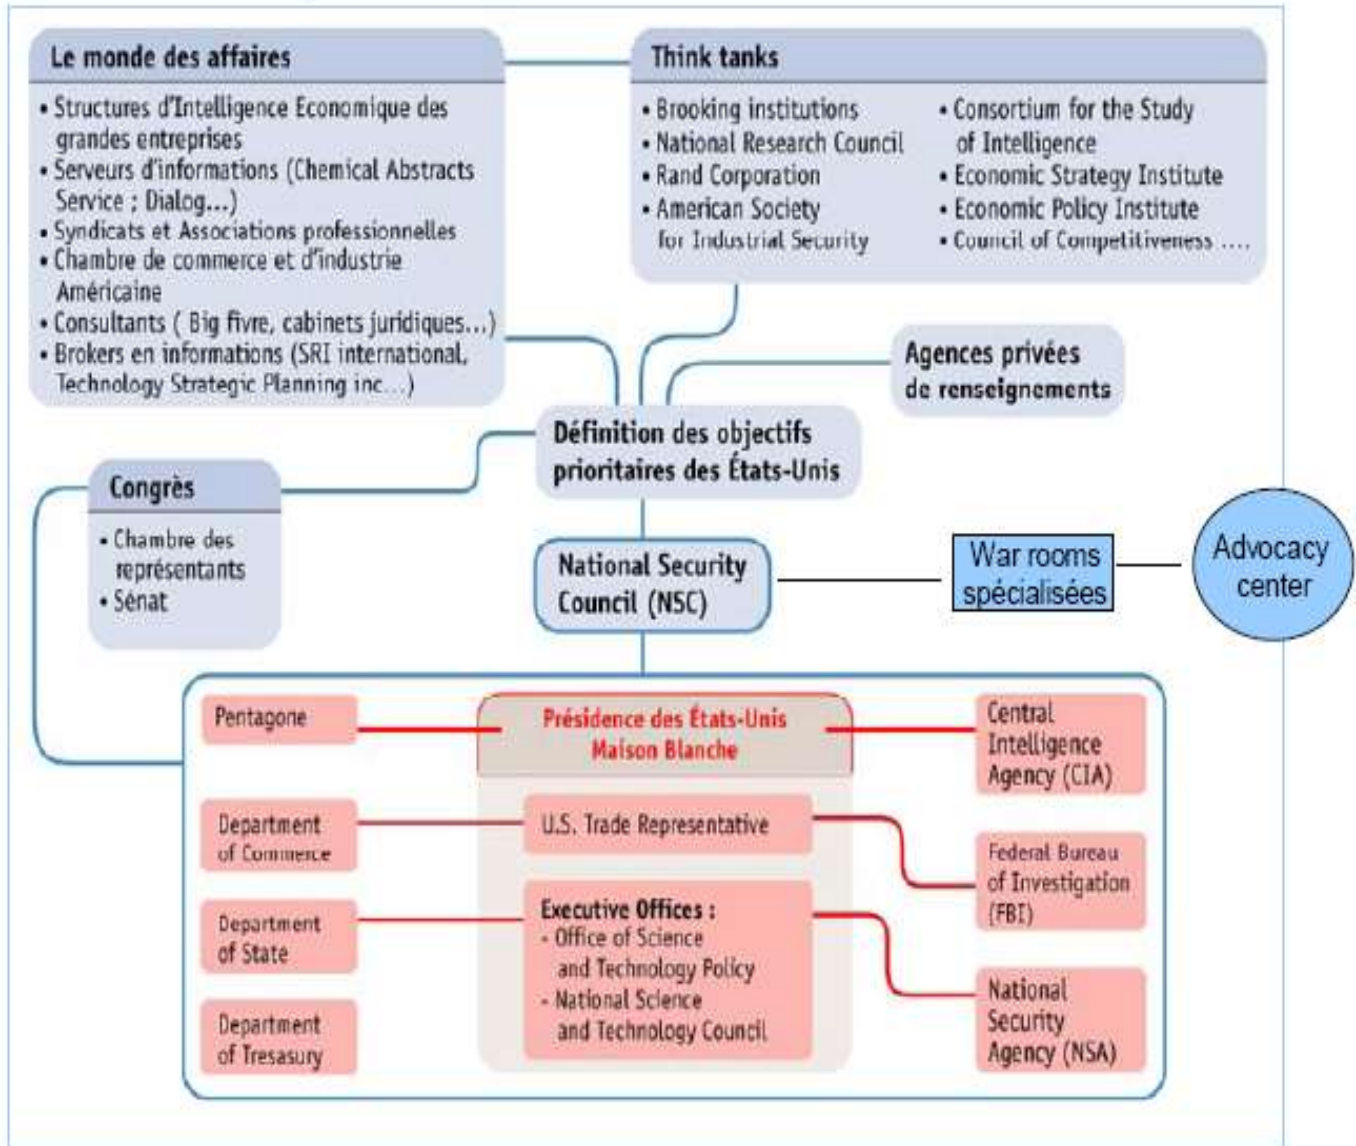 Le monde des affaires
• Structures d'Intelligence Economique des
grandes entreprises
• Serveurs d'informations (Chemical Abstracts
Service ; Dialog...)
• Syndicats et Associations professionnelles
• Chambre de commerce et d'industrie
Américaine
• Consultants ( Big fivre, cabinets juridiques...)
• Brokers en informations (SRI international,
Technology Strategic Planning inc...)
Think tanks
• Brooking institutions
• National Research Council
• Rand Corporation
• American Society
for Industrial Security
• Consortium for the Study
of Intelligence
• Economic Strategy Institute
• Economic Policy Institute
• Council of Competitiveness ....
Agences privées
de renseignements
Définition des objectifs
prioritaires des États-Unis
Congrès
• Chambre des
représentants
• Sénat
National Security
Council (NSC)
War rooms
spécialisées
Advocacy
center
Pentagone
Présidence des États-Unis
Maison Blanche
Central
Intelligence
Agency (CIA)
Department
of Commerce
U.S. Trade Representative
Federal Bureau
of Investigation
(FBI)
Department
of State
Executive Offices :
- Office of Science
and Technology Policy
- National Science
and Technology Council
Department
of Tresasury
National
Security
Agency (NSA)